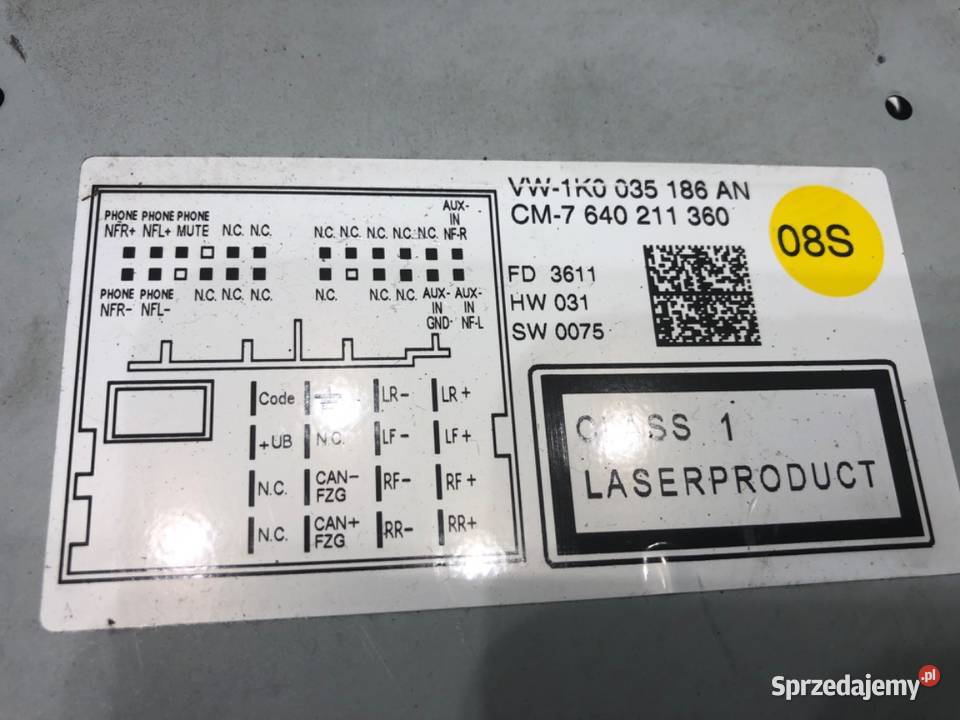 VW-1K0 035 186 AN
CM-7 640 211 360
08S
FD 3611
HW 031
SW 0075
PHONE PHONE PHONE AUX-
NFR+ NFL+ MUTE N.C. N.C. N.C. N.C. N.C. N.C. N.C. IN
NF-R
PHONE PHONE N.C. N.C. N.C. N.C. N.C. N.C. AUX- AUX-
NFR- NFL- IN IN
GND NF-L
Code LR- LR+
+UB N.C. LF- LF+
N.C. CAN- RF- RF+
FZG
N.C. CAN+ RR- RR+
FZG
CLASS 1
LASERPRODUCT
Sprzedajemy.pl